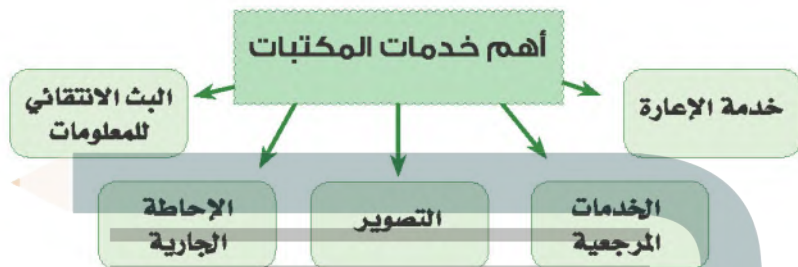 أهم خدمات المكتبات
خدمة الإعارة
الخدمات
المرجعية
التصوير
الإحاطة
الجارية
البث الانتقائي
للمعلومات